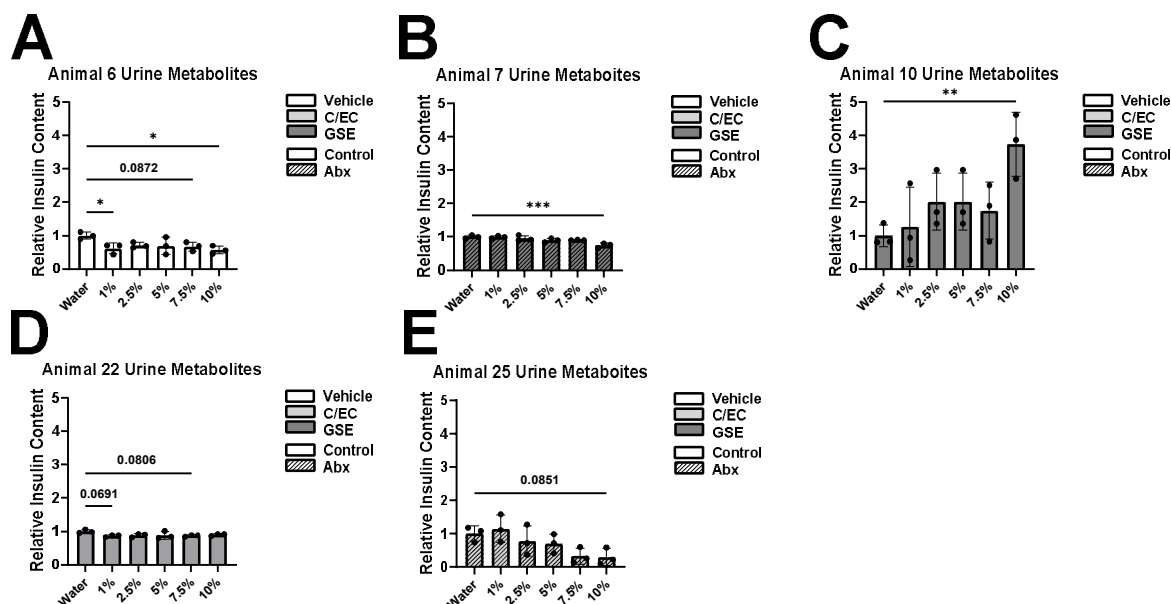 A
Animal 6 Urine Metabolites
Relative Insulin Content
5
4
3
2
1
0
*
0.0872
*
Water
1%
2.5%
5%
7.5%
10%
Vehicle
C/EC
GSE
Control
Abx
B
Animal 7 Urine Metaboites
Relative Insulin Content
5
4
3
2
1
0
***
Water
1%
2.5%
5%
7.5%
10%
Vehicle
C/EC
GSE
Control
Abx
C
Animal 10 Urine Metabolites
Relative Insulin Content
5
4
3
2
1
0
**
Water
1%
2.5%
5%
7.5%
10%
Vehicle
C/EC
GSE
Control
Abx
D
Animal 22 Urine Metabolites
Relative Insulin Content
5
4
3
2
1
0
0.0806
0.0691
Water
1%
2.5%
5%
7.5%
10%
Vehicle
C/EC
GSE
Control
Abx
E
Animal 25 Urine Metaboites
Relative Insulin Content
5
4
3
2
1
0
0.0851
Water
1%
2.5%
5%
7.5%
10%
Vehicle
C/EC
GSE
Control
Abx